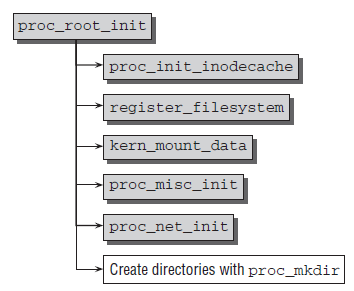 proc_root_init
proc_init_inodecache
register_filesystem
kern_mount_data
proc_misc_init
proc_net_init
Create directories with proc_mkdir